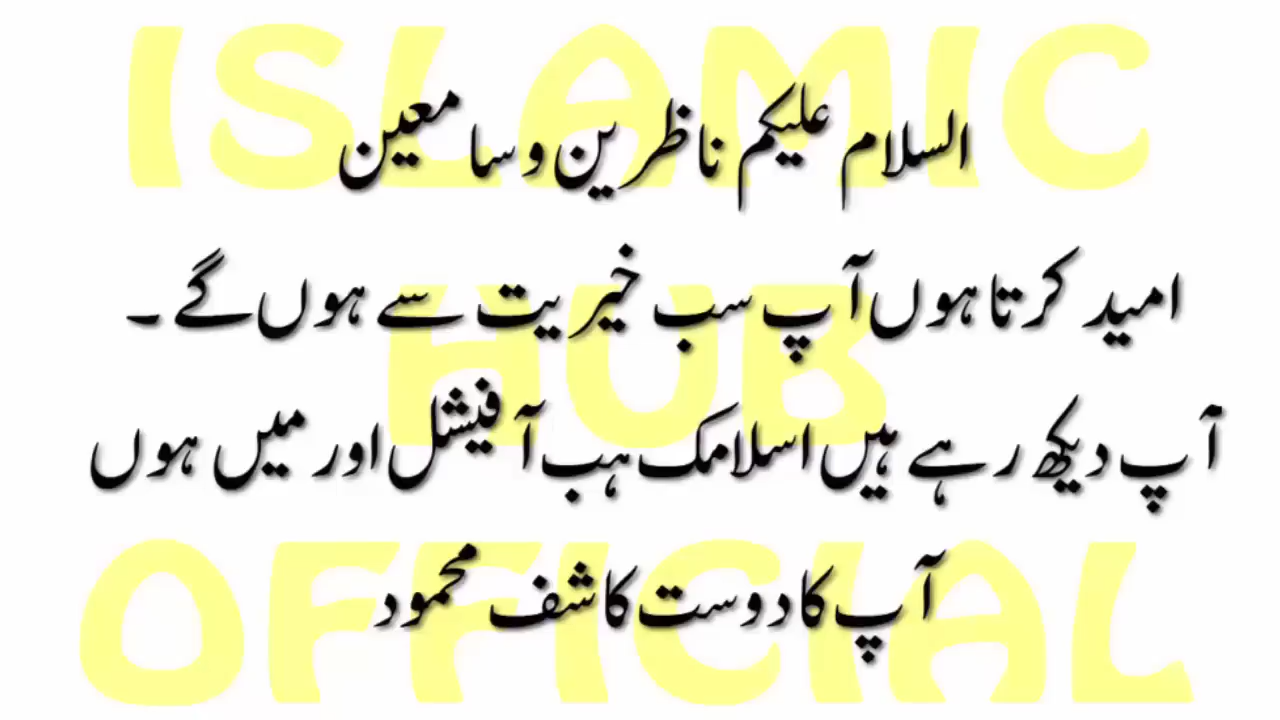 ISLAMIC
السلام علیکم ناظرین و سامعین
HUB
امید کرتا ہوں آپ سب خیریت سے ہوں گے ۔
آپ دیکھ رہے ہیں اسلامک ہب آفیشل اور میں ہوں
OFFICIAL
آپ کا دوست کاشف محمود